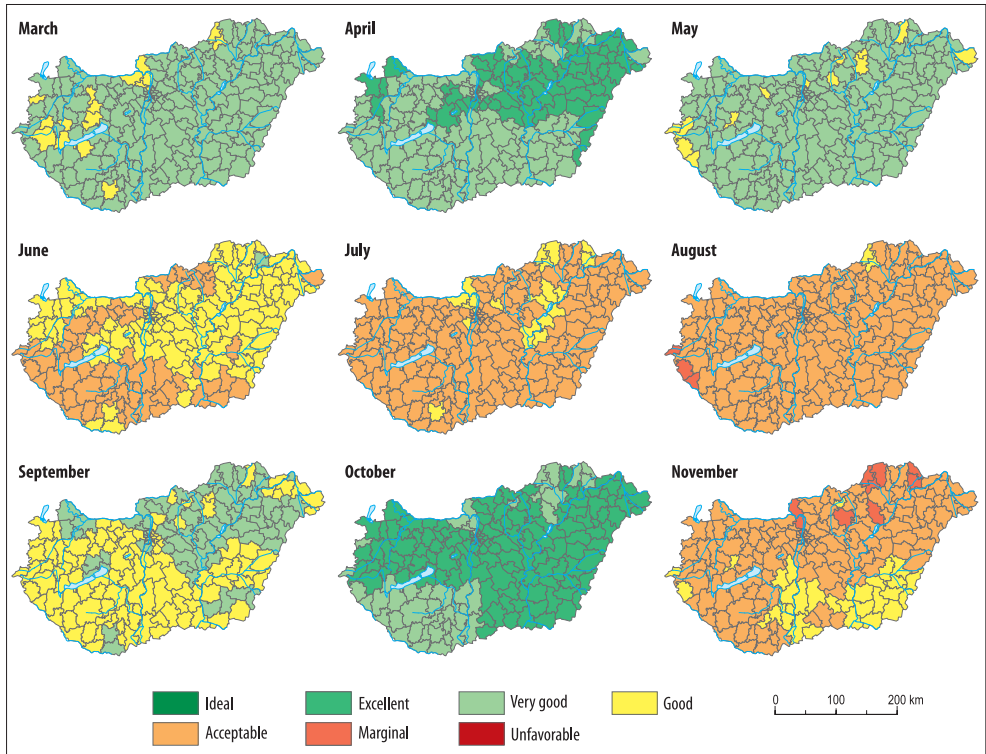 March
April
May
June
July
August
September
October
November
Ideal
Excellent
Very good
Good
Acceptable
Marginal
Unfavorable
0 100 200 km